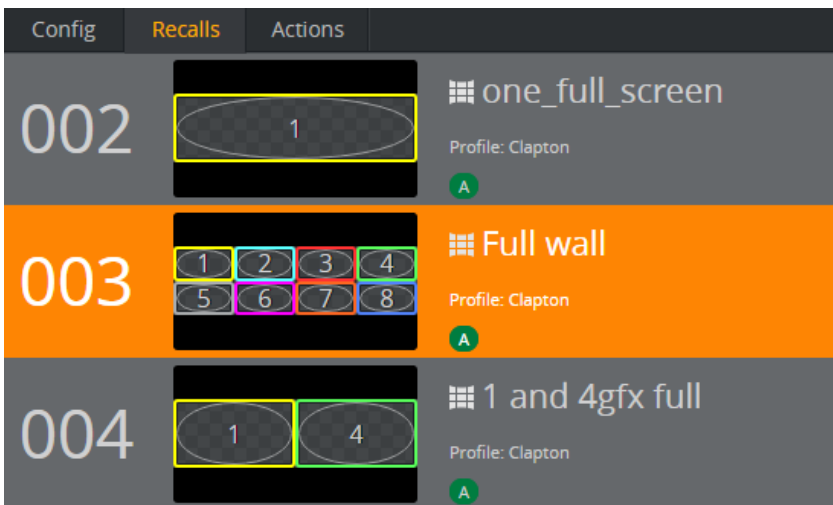 Config Recalls Actions
002
1
one_full_screen
Profile: Clapton
A
003
1 2 3 4
5 6 7 8
Full wall
Profile: Clapton
A
004
1 4
1 and 4gfx full
Profile: Clapton
A